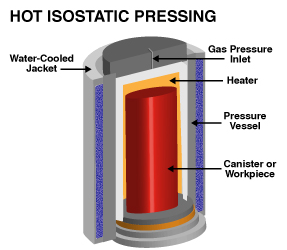 HOT ISOSTATIC PRESSING
Water-Cooled
Jacket
Gas Pressure
Inlet
Heater
Pressure
Vessel
Canister or
Workpiece